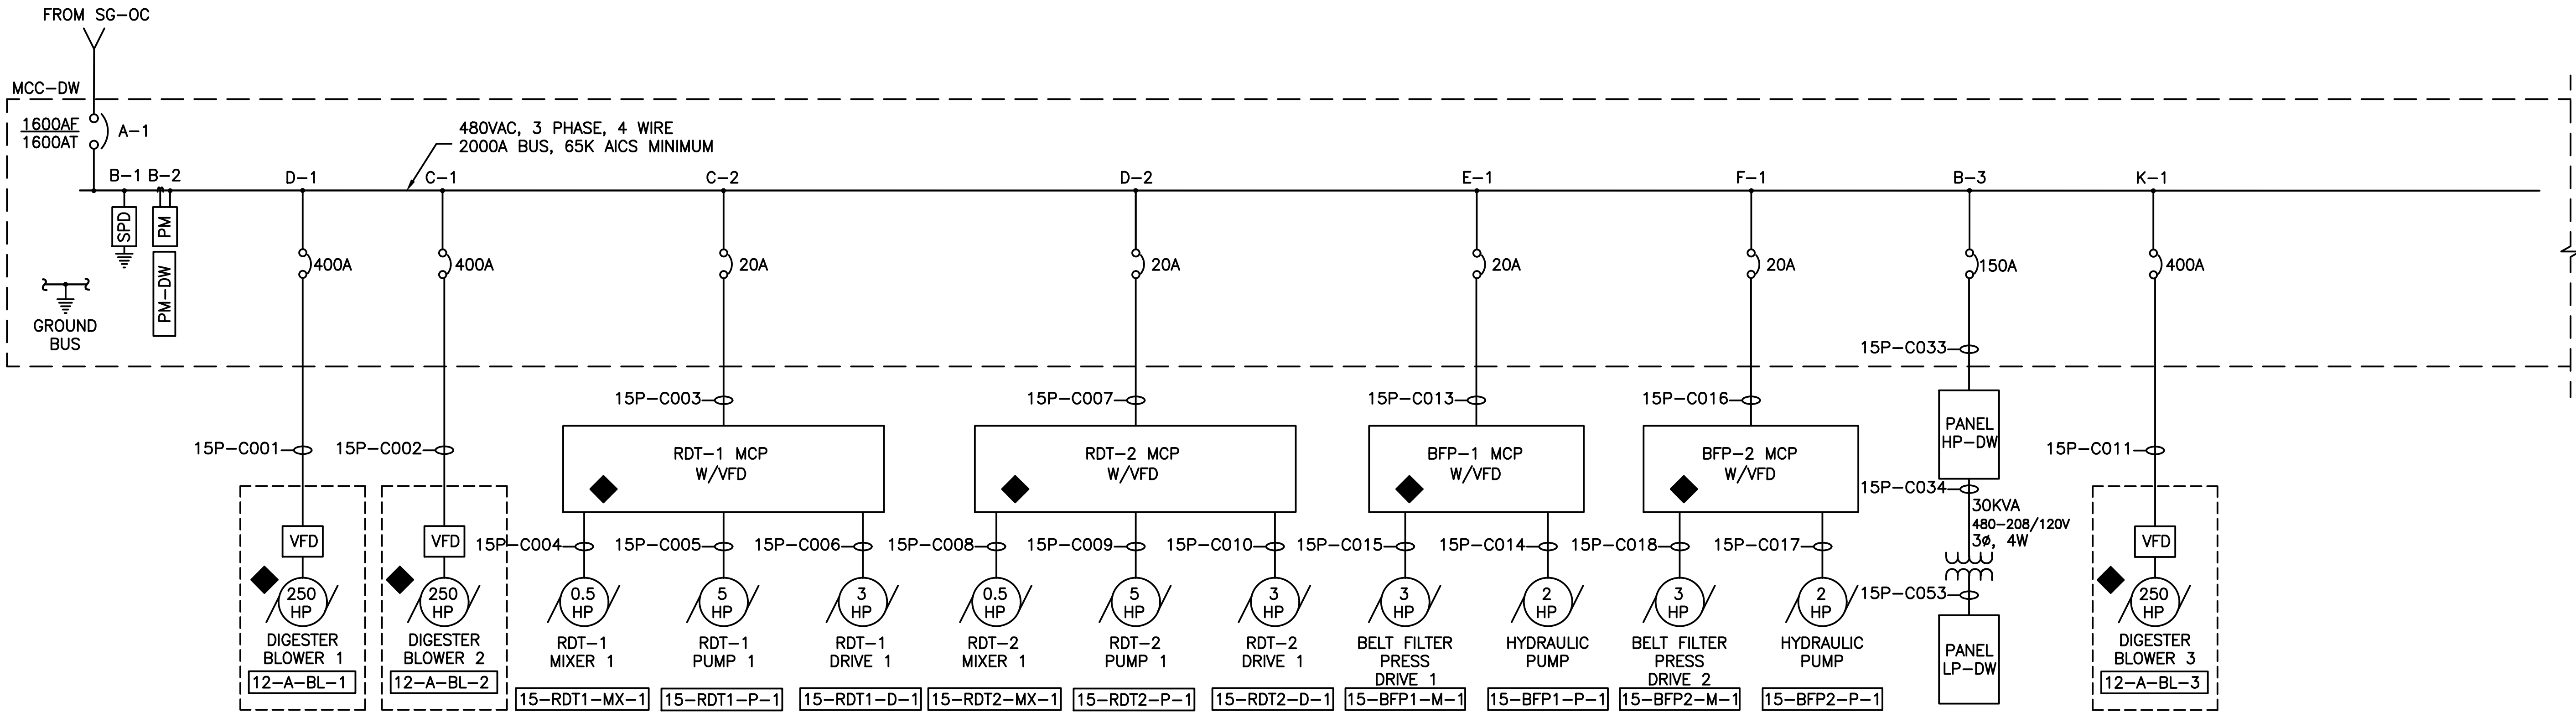 FROM SG-OC
MCC-DW
1600AF
1600AT
A-1
480VAC, 3 PHASE, 4 WIRE
2000A BUS, 65K AICS MINIMUM
B-1
B-2
D-1
C-1
C-2
D-2
E-1
F-1
B-3
K-1
SPD
PM
PM-DW
GROUND
BUS
400A
400A
20A
20A
20A
20A
150A
400A
15P-C033
15P-C003
15P-C007
15P-C013
15P-C016
15P-C001
15P-C002
15P-C011
RDT-1 MCP
W/VFD
RDT-2 MCP
W/VFD
BFP-1 MCP
W/VFD
BFP-2 MCP
W/VFD
PANEL
HP-DW
15P-C034
30KVA
480-208/120V
3ø, 4W
15P-C053
PANEL
LP-DW
VFD
VFD
VFD
15P-C004
15P-C005
15P-C006
15P-C008
15P-C009
15P-C010
15P-C015
15P-C014
15P-C018
15P-C017
250
HP
DIGESTER
BLOWER 1
12-A-BL-1
250
HP
DIGESTER
BLOWER 2
12-A-BL-2
0.5
HP
RDT-1
MIXER 1
15-RDT1-MX-1
5
HP
RDT-1
PUMP 1
15-RDT1-P-1
3
HP
RDT-1
DRIVE 1
15-RDT1-D-1
0.5
HP
RDT-2
MIXER 1
15-RDT2-MX-1
5
HP
RDT-2
PUMP 1
15-RDT2-P-1
3
HP
RDT-2
DRIVE 1
15-RDT2-D-1
3
HP
BELT FILTER
PRESS
DRIVE 1
15-BFP1-M-1
2
HP
HYDRAULIC
PUMP
15-BFP1-P-1
3
HP
BELT FILTER
PRESS
DRIVE 2
15-BFP2-M-1
2
HP
HYDRAULIC
PUMP
15-BFP2-P-1
250
HP
DIGESTER
BLOWER 3
12-A-BL-3